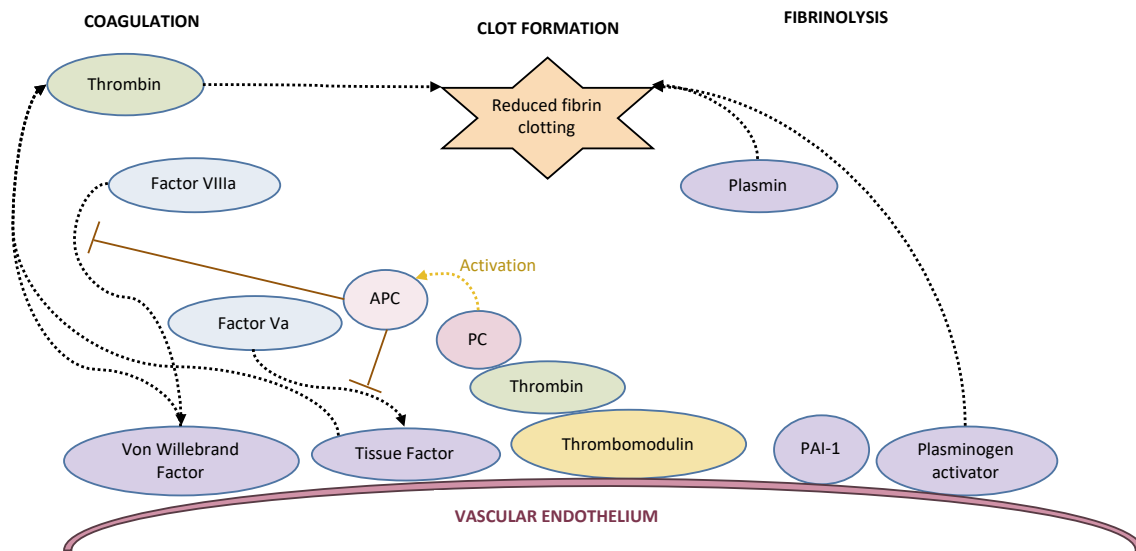 COAGULATION
CLOT FORMATION
FIBRINOLYSIS
Thrombin
Reduced fibrin
clotting
Factor VIIIa
Plasmin
Activation
APC
Factor Va
PC
Thrombin
Von Willebrand
Factor
Tissue Factor
Thrombomodulin
PAI-1
Plasminogen
activator
VASCULAR ENDOTHELIUM